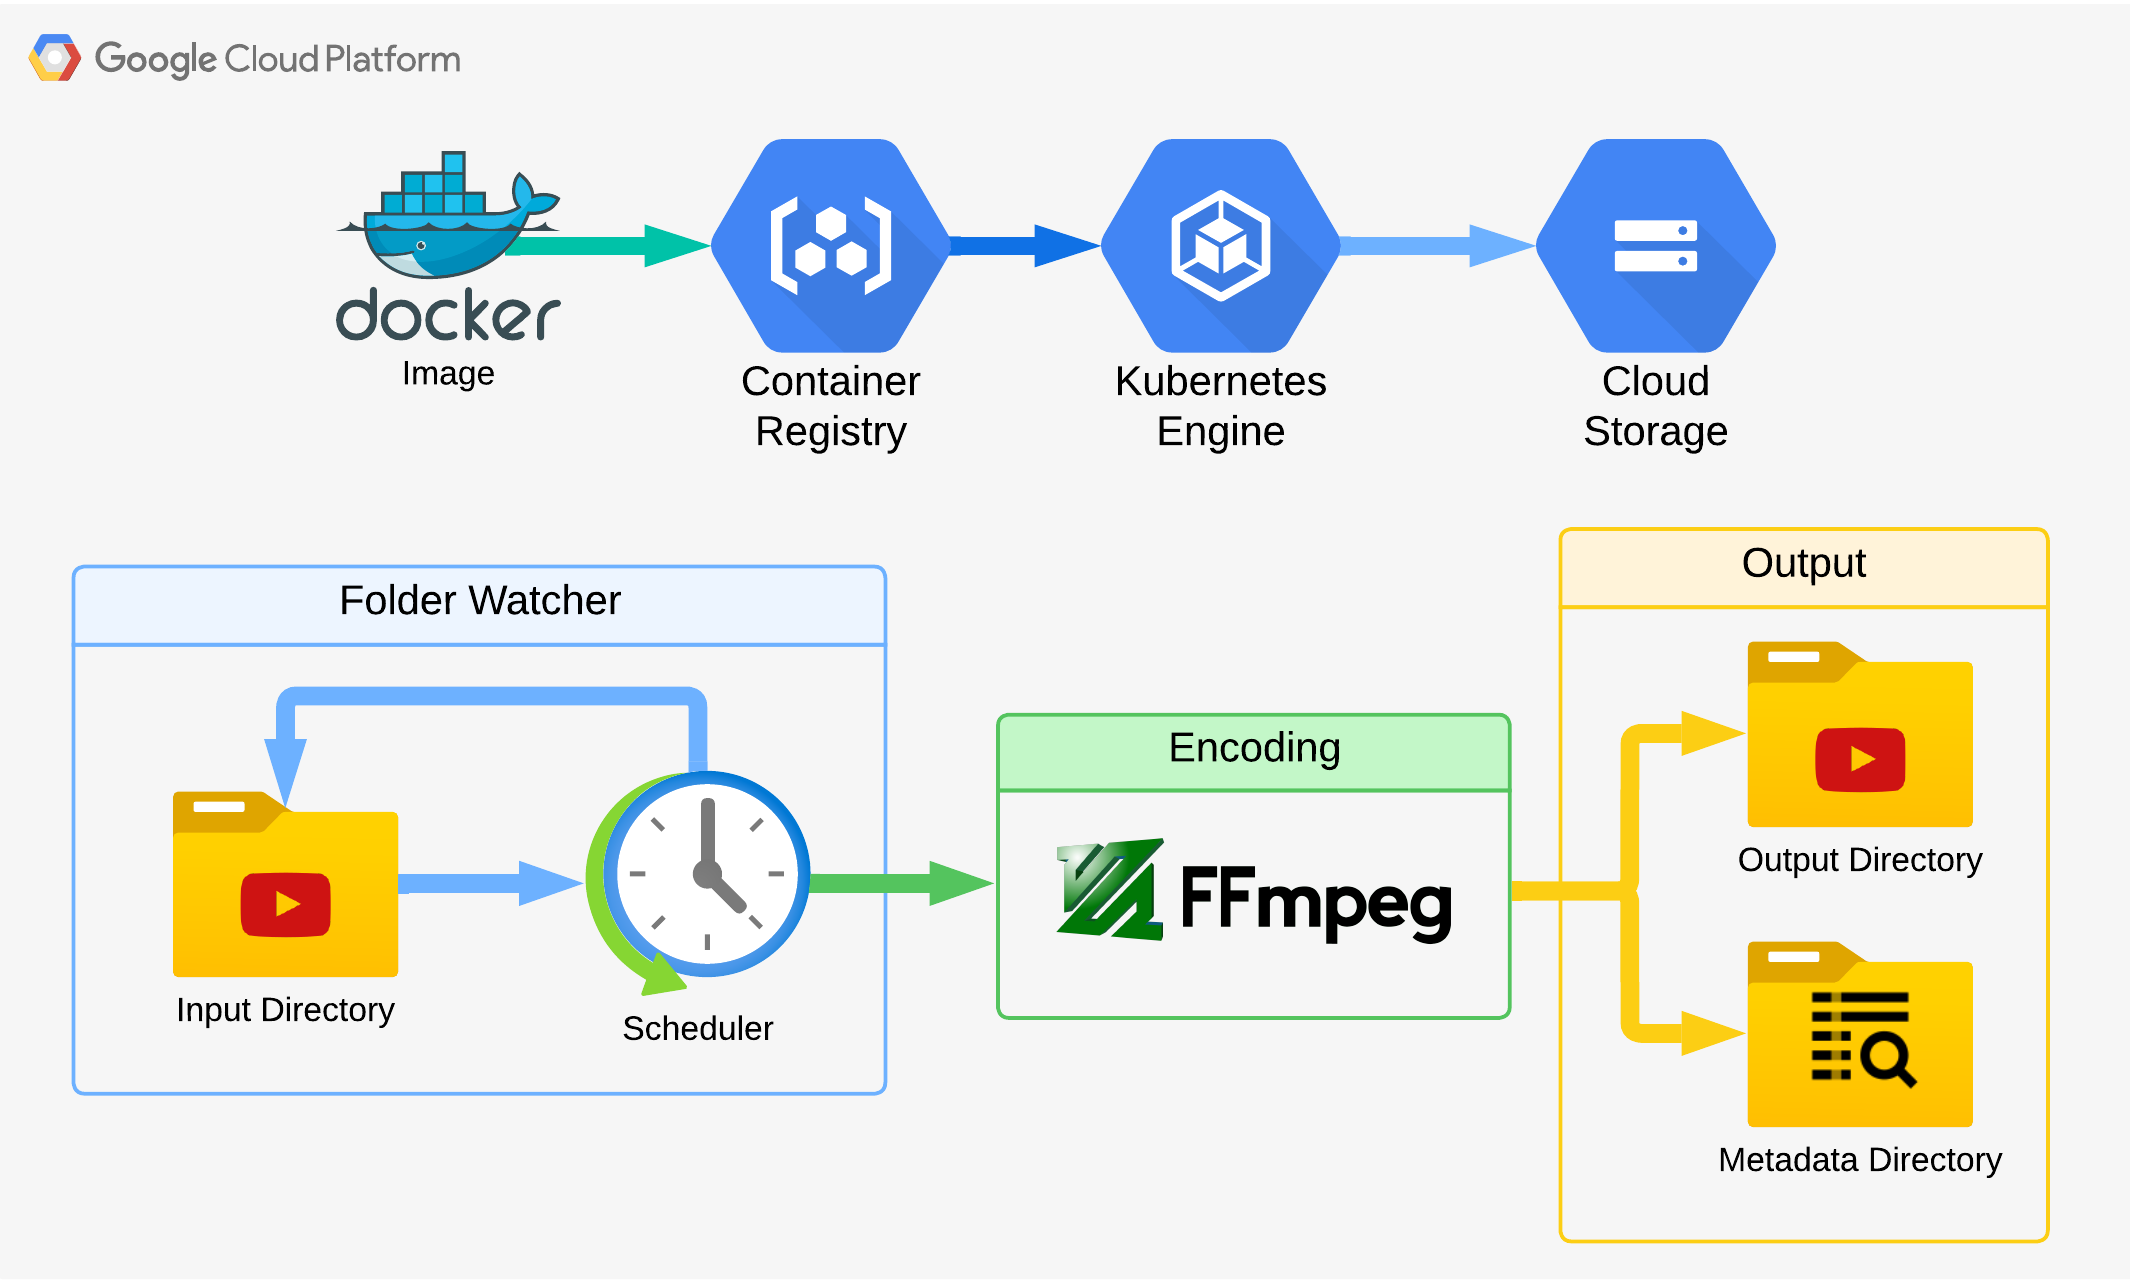 Google Cloud Platform
docker
Image
Container
Registry
Kubernetes
Engine
Cloud
Storage
Folder Watcher
Input Directory
Scheduler
Encoding
FFmpeg
Output
Output Directory
Metadata Directory